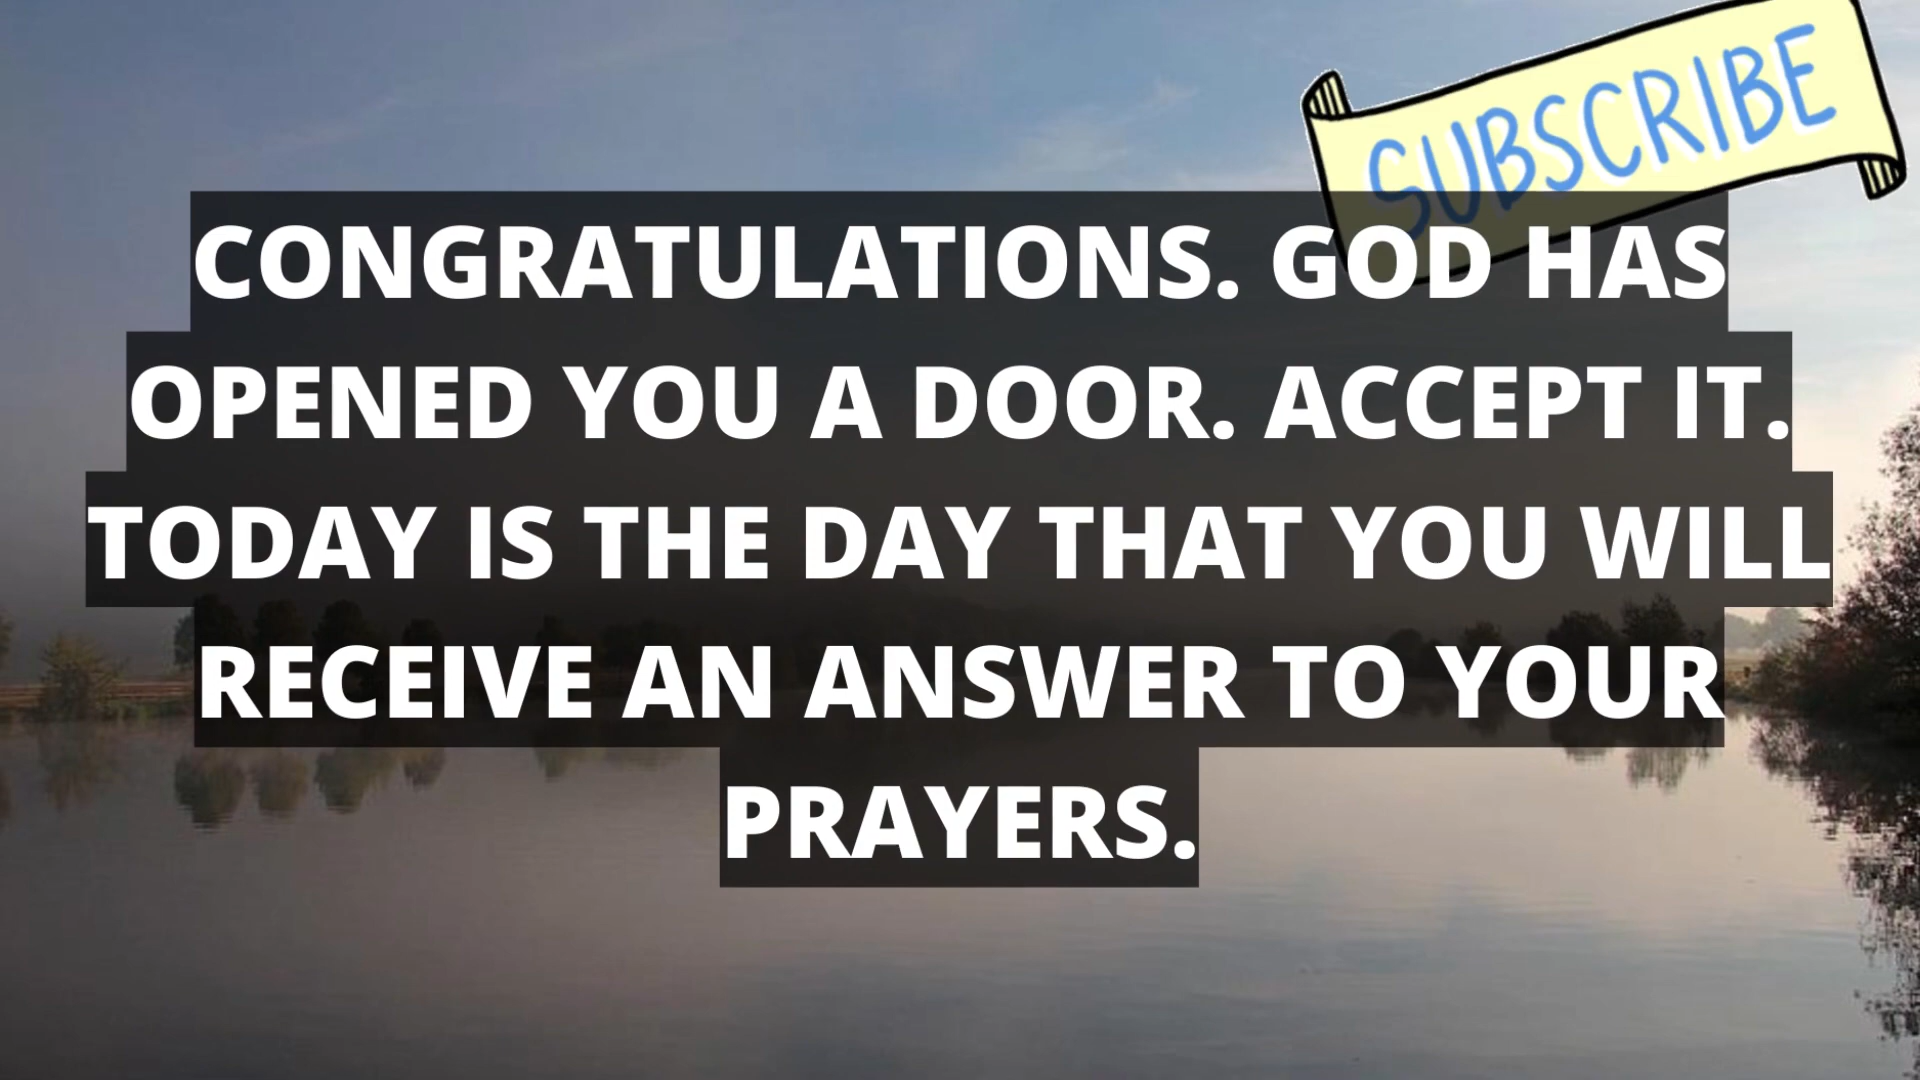 SUBSCRIBE
CONGRATULATIONS. GOD HAS
OPENED YOU A DOOR. ACCEPT IT.
TODAY IS THE DAY THAT YOU WILL
RECEIVE AN ANSWER TO YOUR
PRAYERS.